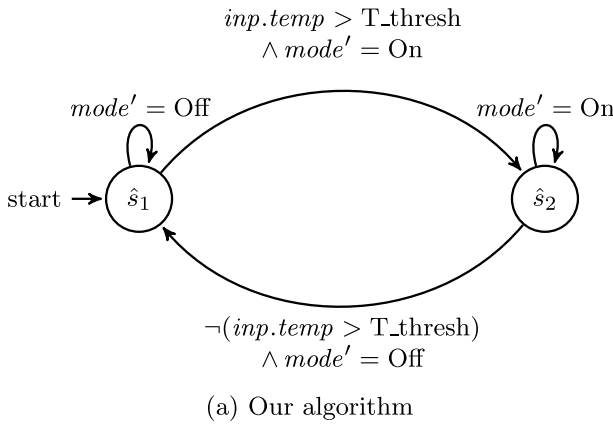 inp.temp > T_thresh
∧ mode′ = On
mode′ = Off
mode′ = On
start
ŝ₁
ŝ₂
¬(inp.temp > T_thresh)
∧ mode′ = Off
(a) Our algorithm